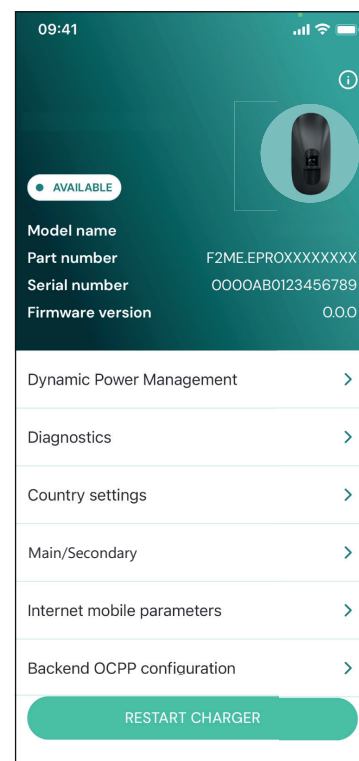 09:41
AVAILABLE
Model name
Part number F2ME.EPROXXXXXXXX
Serial number 0000AB0123456789
Firmware version 0.0.0
Dynamic Power Management
Diagnostics
Country settings
Main/Secondary
Internet mobile parameters
Backend OCPP configuration
RESTART CHARGER